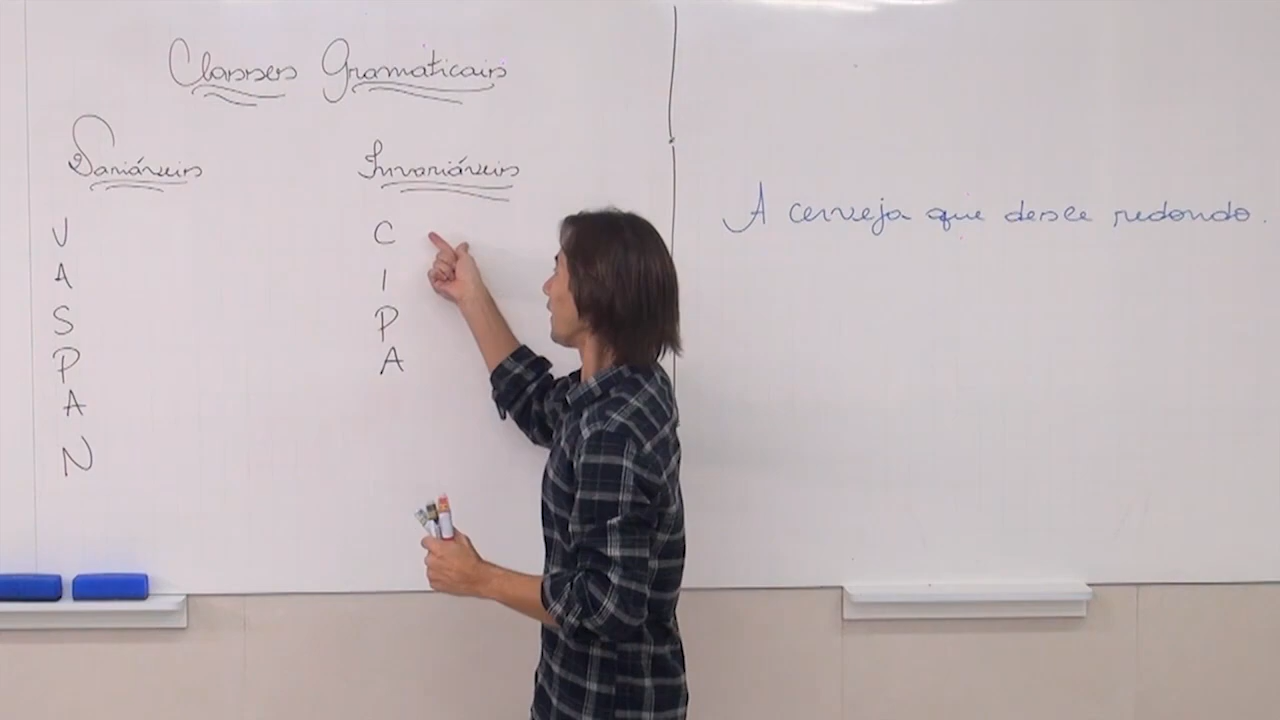 Classes Gramaticais
Variáveis
V
A
S
P
A
N
Invariáveis
C
I
P
A
A cerveja que desce redondo.